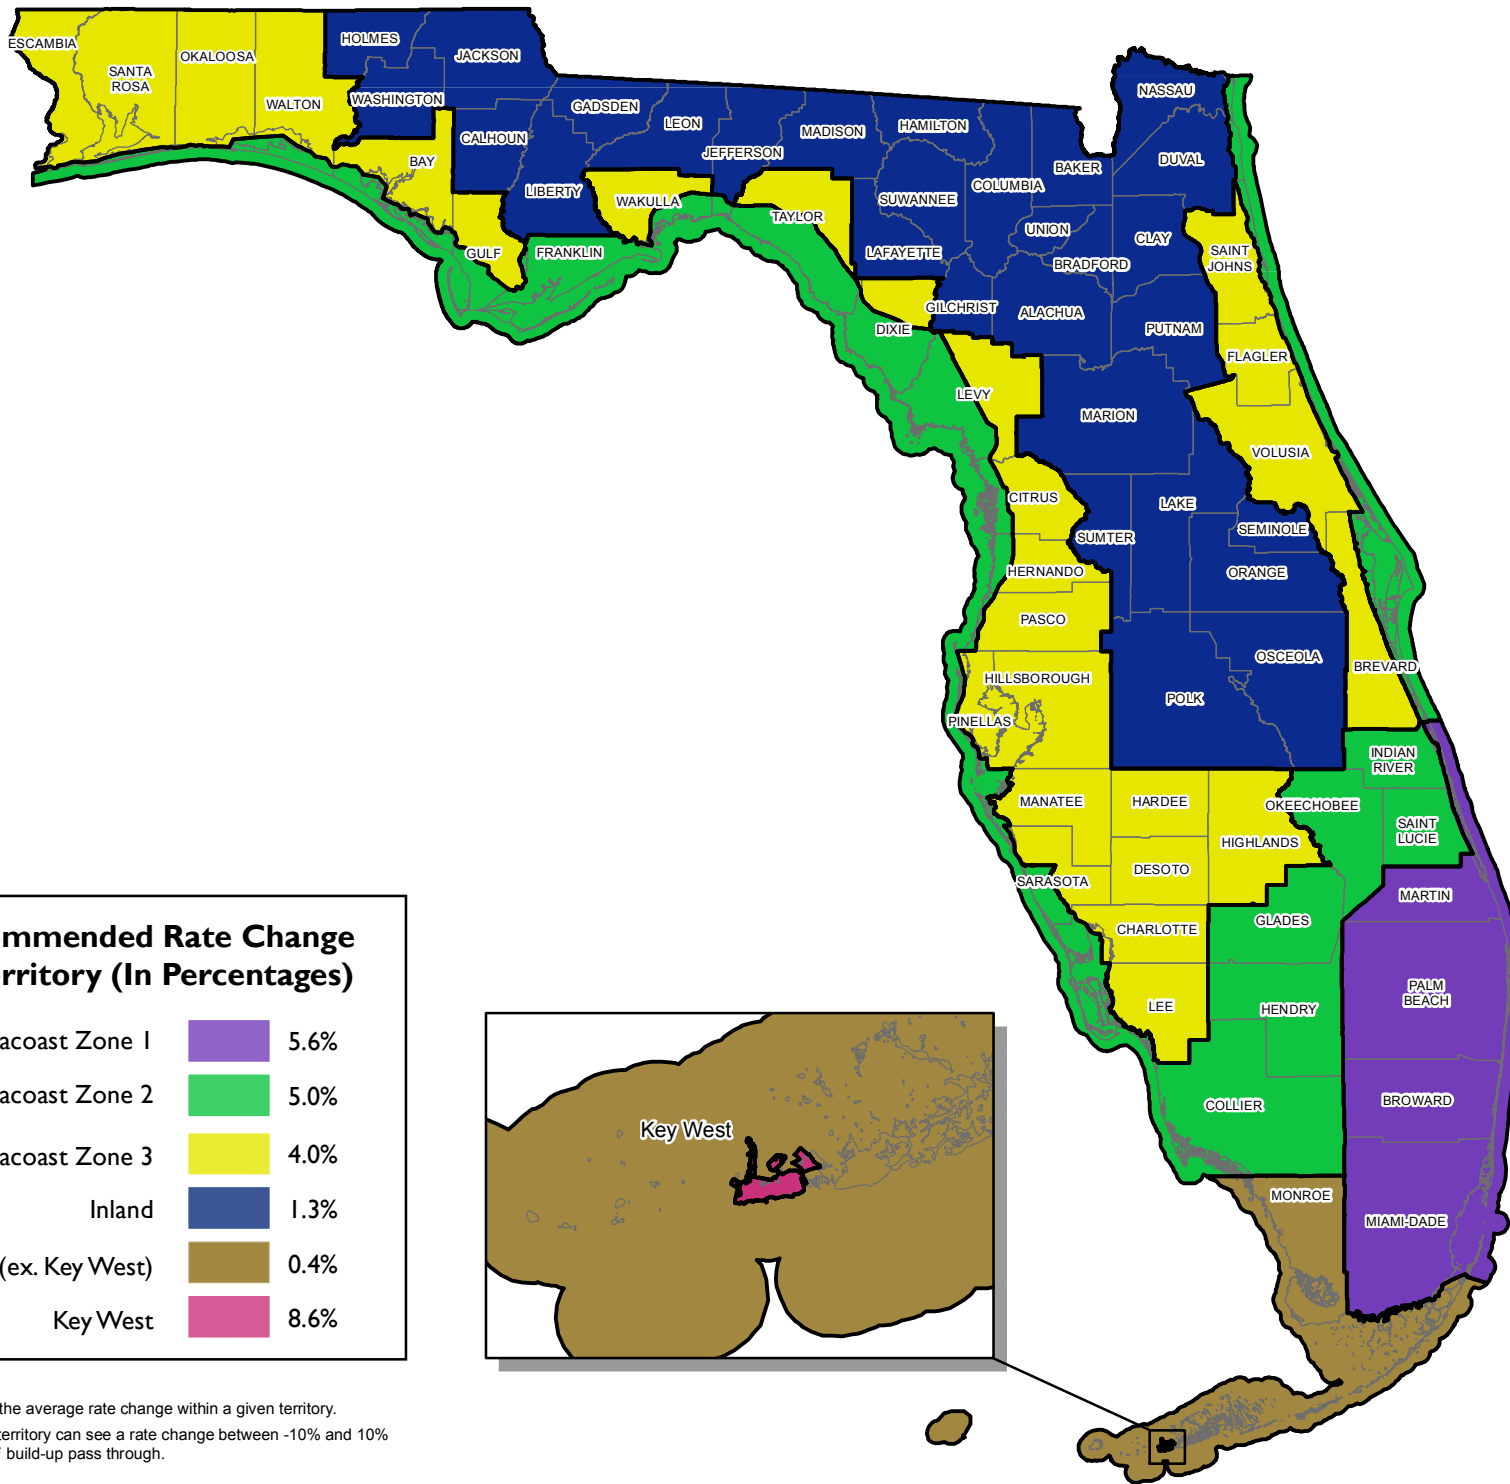 ESCAMBIA
SANTA
ROSA
OKALOOSA
WALTON
HOLMES
JACKSON
WASHINGTON
BAY
CALHOUN
GADSDEN
LEON
LIBERTY
GULF
FRANKLIN
WAKULLA
JEFFERSON
MADISON
TAYLOR
HAMILTON
SUWANNEE
LAFAYETTE
COLUMBIA
BAKER
NASSAU
DUVAL
UNION
BRADFORD
CLAY
SAINT
JOHNS
DIXIE
GILCHRIST
ALACHUA
PUTNAM
FLAGLER
LEVY
MARION
VOLUSIA
CITRUS
SUMTER
LAKE
SEMINOLE
HERNANDO
ORANGE
PASCO
OSCEOLA
BREVARD
HILLSBOROUGH
PINELLAS
POLK
INDIAN
RIVER
MANATEE
HARDEE
OKEECHOBEE
SAINT
LUCIE
HIGHLANDS
SARASOTA
DESOTO
MARTIN
CHARLOTTE
GLADES
PALM
BEACH
LEE
HENDRY
COLLIER
BROWARD
MONROE
MIAMI-DADE
Key West
mmended Rate Change
rritory (In Percentages)
acoast Zone 1 5.6%
acoast Zone 2 5.0%
acoast Zone 3 4.0%
Inland 1.3%
(ex. Key West) 0.4%
Key West 8.6%
the average rate change within a given territory.
territory can see a rate change between -10% and 10%
build-up pass through.